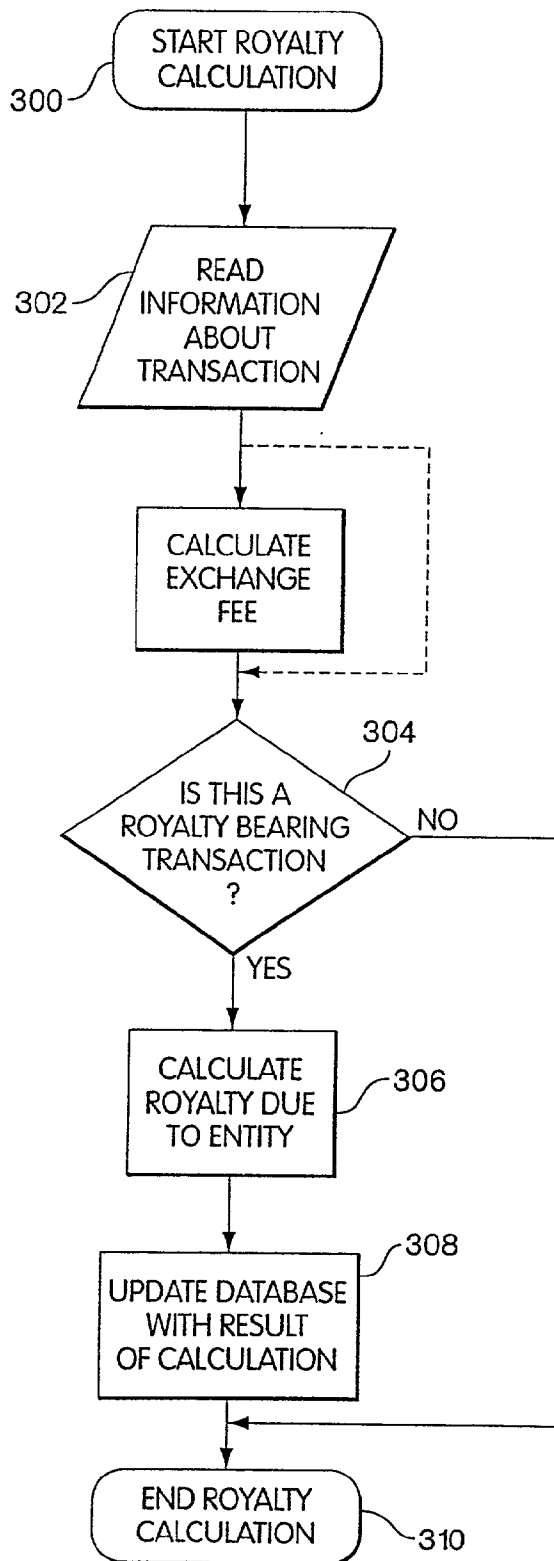 START ROYALTY
CALCULATION
300
302
READ
INFORMATION
ABOUT
TRANSACTION
CALCULATE
EXCHANGE
FEE
304
IS THIS A
ROYALTY BEARING
TRANSACTION
?
NO
YES
CALCULATE
ROYALTY DUE
TO ENTITY
306
308
UPDATE DATABASE
WITH RESULT
OF CALCULATION
END ROYALTY
CALCULATION
310